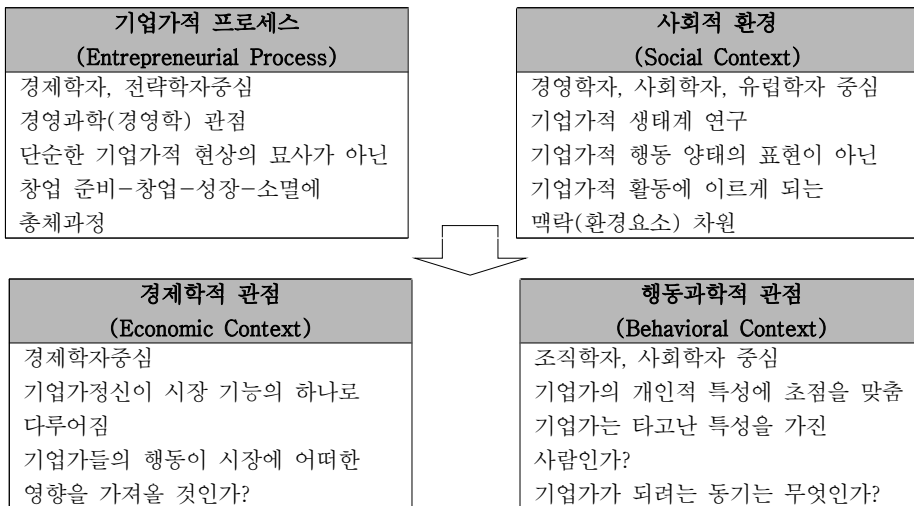 기업가적 프로세스
(Entrepreneurial Process)
경제학자, 전략학자중심
경영과학(경영학) 관점
단순한 기업가적 현상의 묘사가 아닌
창업 준비-창업-성장-소멸에
총체과정
사회적 환경
(Social Context)
경영학자, 사회학자, 유럽학자 중심
기업가적 생태계 연구
기업가적 행동 양태의 표현이 아닌
기업가적 활동에 이르게 되는
맥락(환경요소) 차원
경제학적 관점
(Economic Context)
경제학자중심
기업가정신이 시장 기능의 하나로
다루어짐
기업가들의 행동이 시장에 어떠한
영향을 가져올 것인가?
행동과학적 관점
(Behavioral Context)
조직학자, 사회학자 중심
기업가의 개인적 특성에 초점을 맞춤
기업가는 타고난 특성을 가진
사람인가?
기업가가 되려는 동기는 무엇인가?